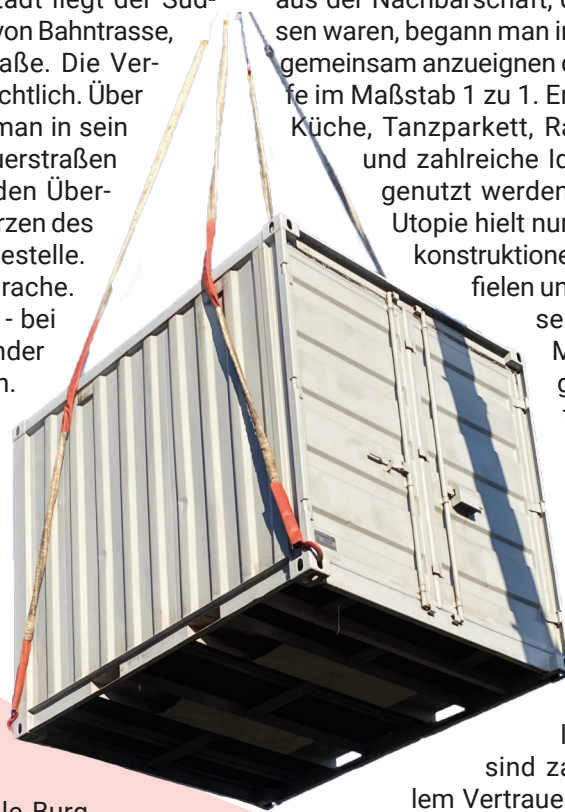 stadt liegt der Süd-
von Bahntrasse,
aße. Die Ver-
chtlich. Über
man in sein
uerstraßen
den Über-
rzen des
estelle.
rache.
- bei
nder
n.
le Burg
aus der Nachbarschaft,
sen waren, begann man in
gemeinsam anzueignen d
fe im Maßstab 1 zu 1. En
Küche, Tanzparkett, Ra
und zahlreiche Id
genutzt werden
Utopie hielt nur
konstruktione
fielen un
se
M
g
sind za
lem Vertraue